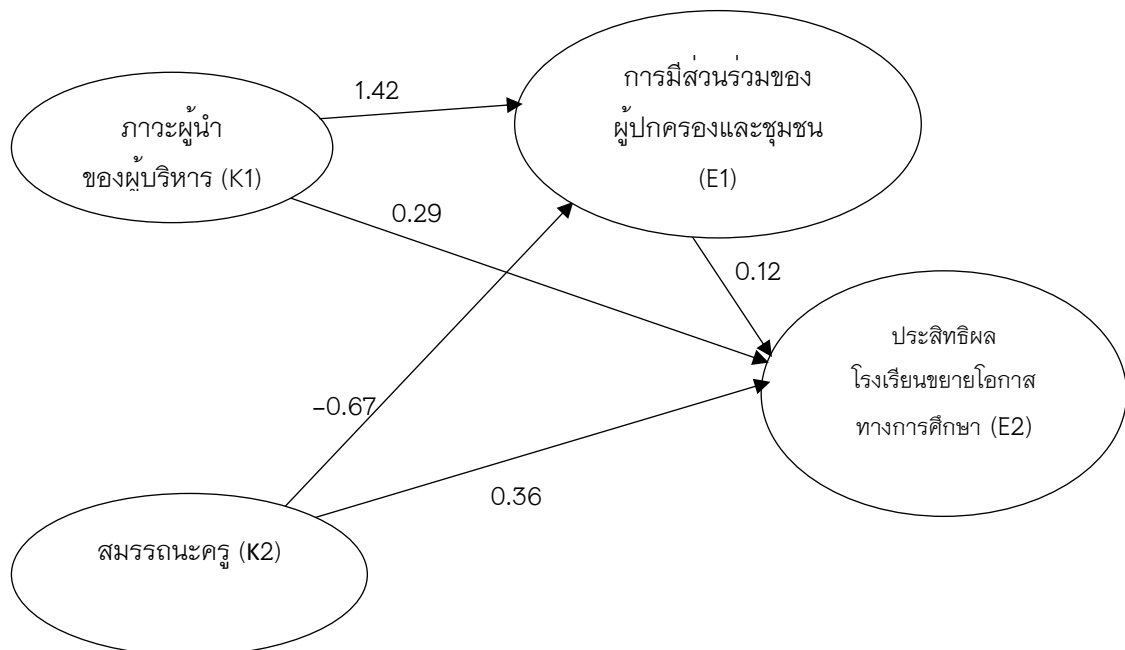 1.42
ภาวะผู้นำ
ของผู้บริหาร (K1)
การมีส่วนร่วมของ
ผู้ปกครองและชุมชน
(E1)
0.29
0.12
ประสิทธิผล
โรงเรียนขยายโอกาส
ทางการศึกษา (E2)
-0.67
0.36
สมรรถนะครู (K2)